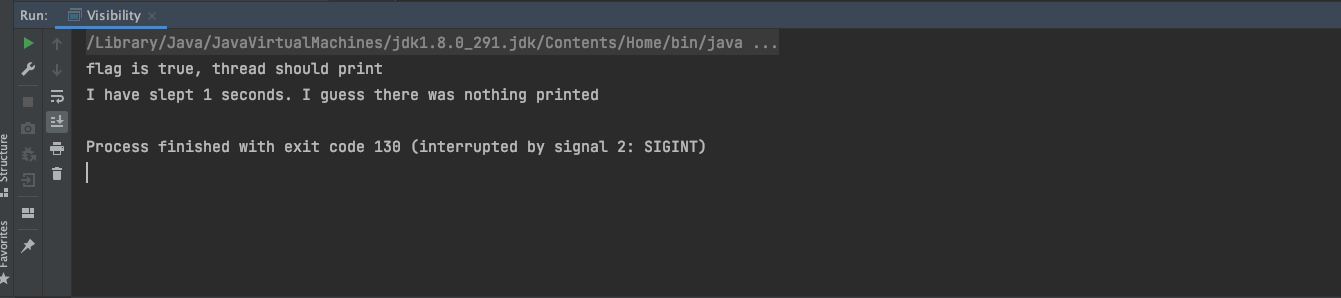 Run: Visibility
/Library/Java/JavaVirtualMachines/jdk1.8.0_291.jdk/Contents/Home/bin/java ...
flag is true, thread should print
I have slept 1 seconds. I guess there was nothing printed
Process finished with exit code 130 (interrupted by signal 2: SIGINT)
Structure
Favorites